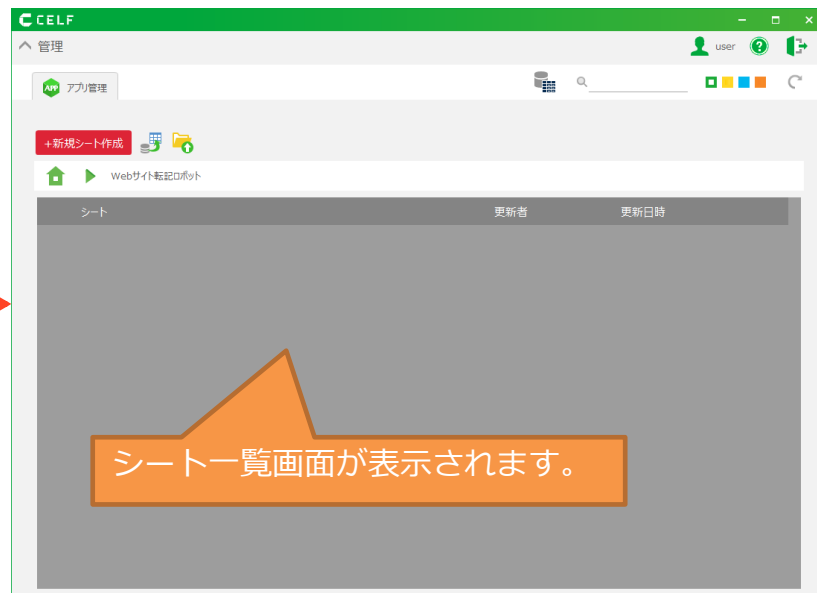 CELF
管理
user
APP アプリ管理
+新規シート作成
Webサイト転記ロボット
シート 更新者 更新日時
シート一覧画面が表示されます。